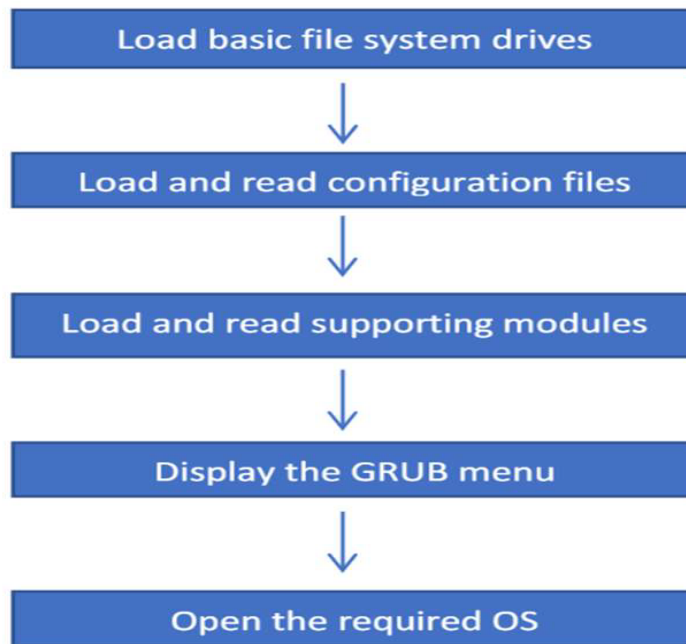 Load basic file system drives
Load and read configuration files
Load and read supporting modules
Display the GRUB menu
Open the required OS